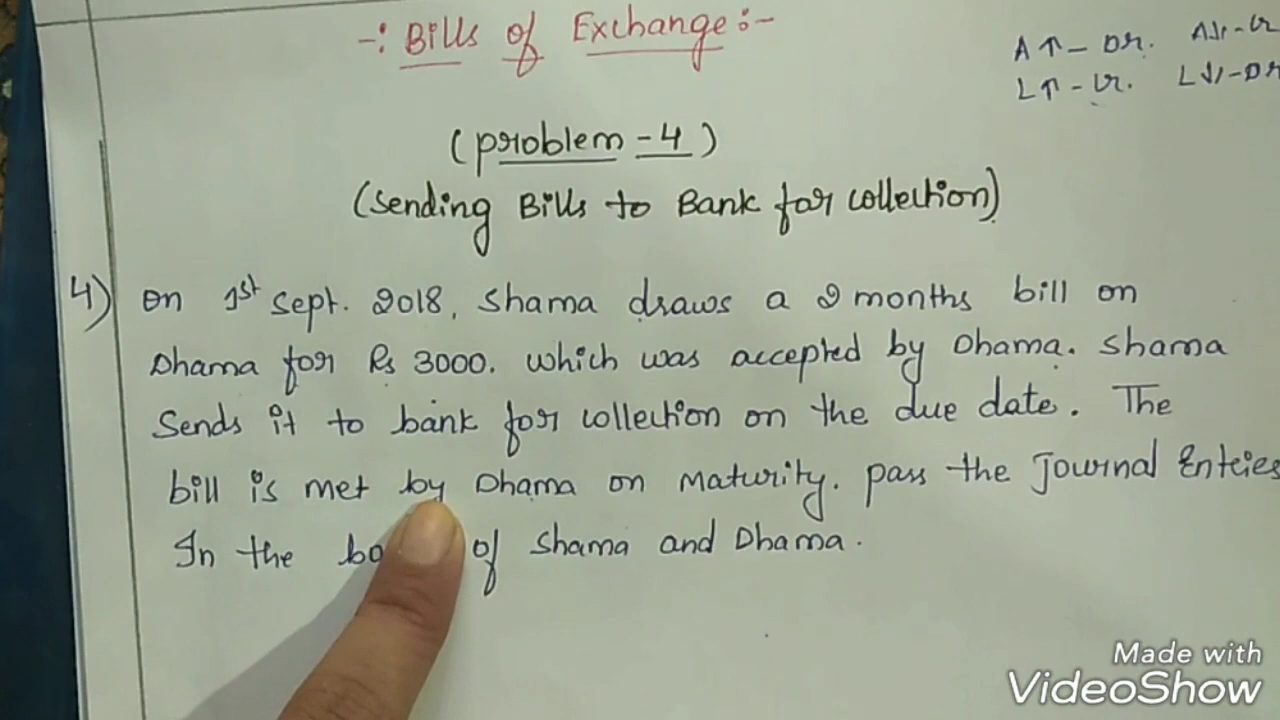 -: Bills of Exchange :-
A↑ - Dr. A↓ - Cr
L↑ - Cr. L↓ - Dr
(problem - 4)
(Sending Bills to Bank for collection)
4) On 1st Sept. 2018, Shama draws a 2 months bill on
Dhama for Rs 3000. which was accepted by Dhama. Shama
Sends it to bank for collection on the due date. The
bill is met by Dhama on maturity. pass the Journal Entries
In the of Shama and Dhama.
Made with
VideoShow